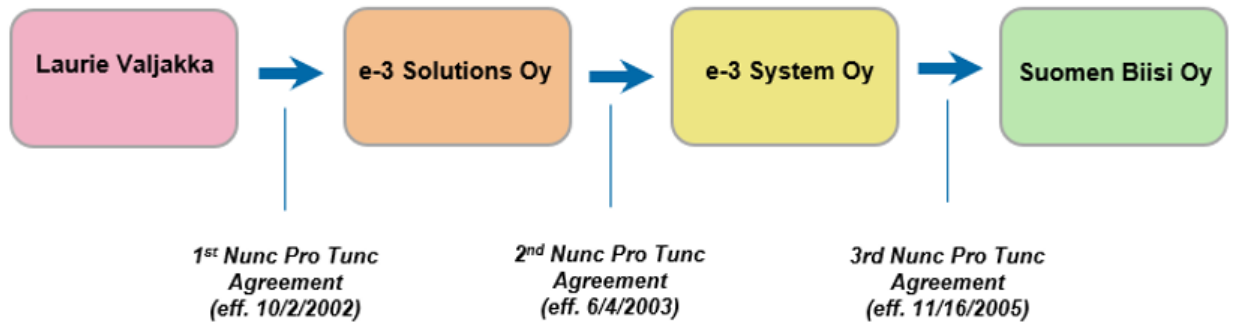 Laurie Valjakka
e-3 Solutions Oy
e-3 System Oy
Suomen Biisi Oy
1st Nunc Pro Tunc
Agreement
(eff. 10/2/2002)
2nd Nunc Pro Tunc
Agreement
(eff. 6/4/2003)
3rd Nunc Pro Tunc
Agreement
(eff. 11/16/2005)